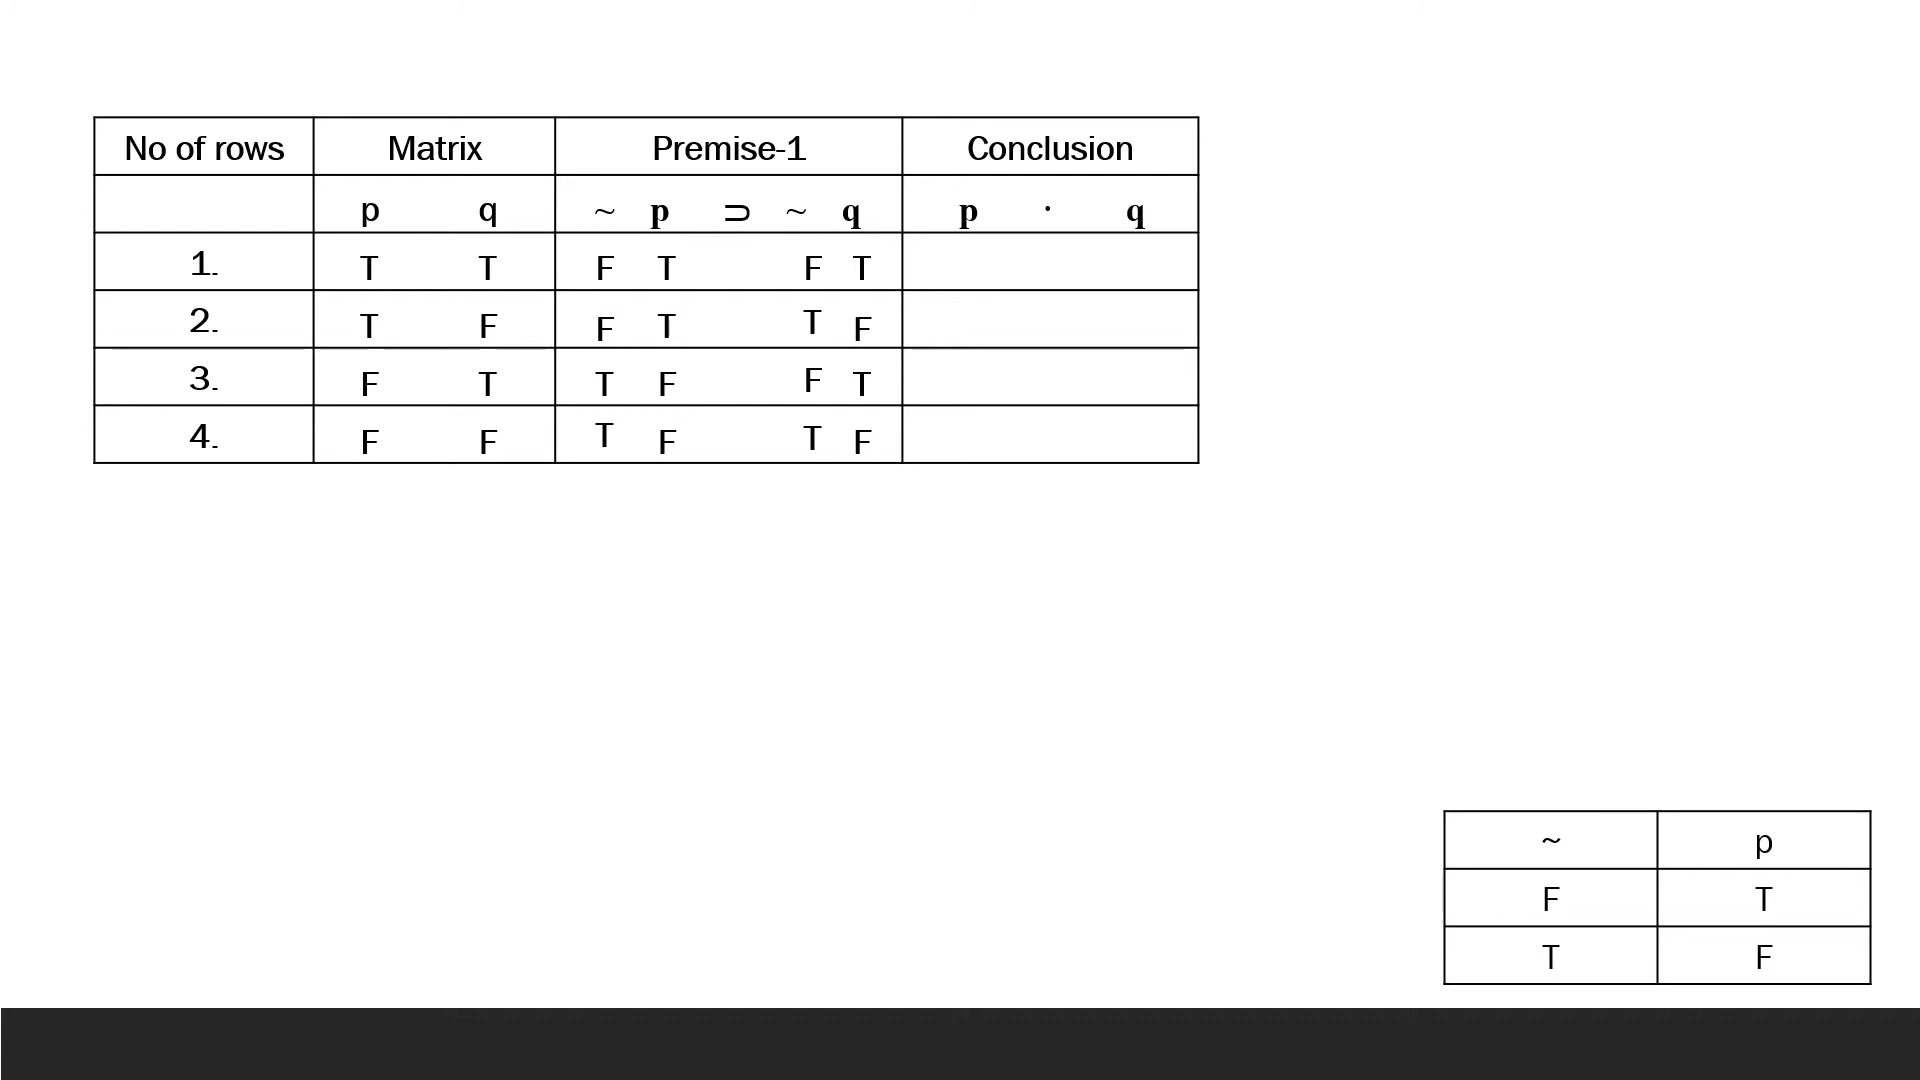 No of rows Matrix Premise-1 Conclusion
p q ~ p ⊃ ~ q p · q
1. T T F T F T
2. T F F T T F
3. F T T F F T
4. F F T F T F
~ p
F T
T F